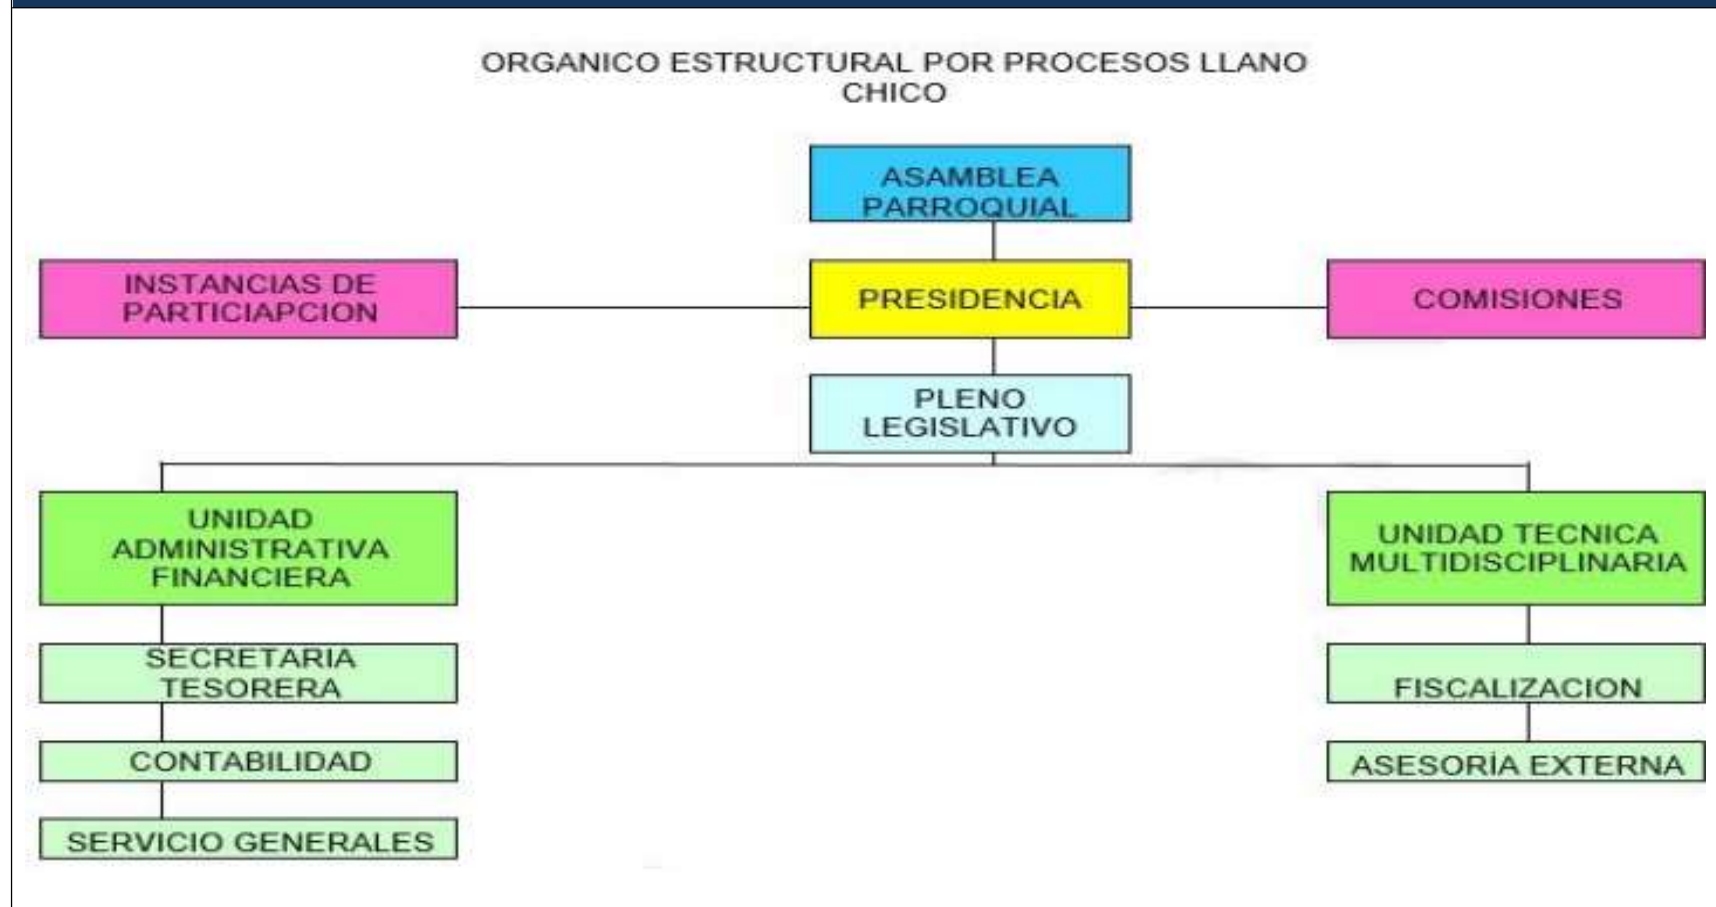 ORGANICO ESTRUCTURAL POR PROCESOS LLANO
CHICO
ASAMBLEA
PARROQUIAL
INSTANCIAS DE
PARTICIAPCION
PRESIDENCIA
COMISIONES
PLENO
LEGISLATIVO
UNIDAD
ADMINISTRATIVA
FINANCIERA
UNIDAD TECNICA
MULTIDISCIPLINARIA
SECRETARIA
TESORERA
FISCALIZACION
CONTABILIDAD
ASESORÍA EXTERNA
SERVICIO GENERALES